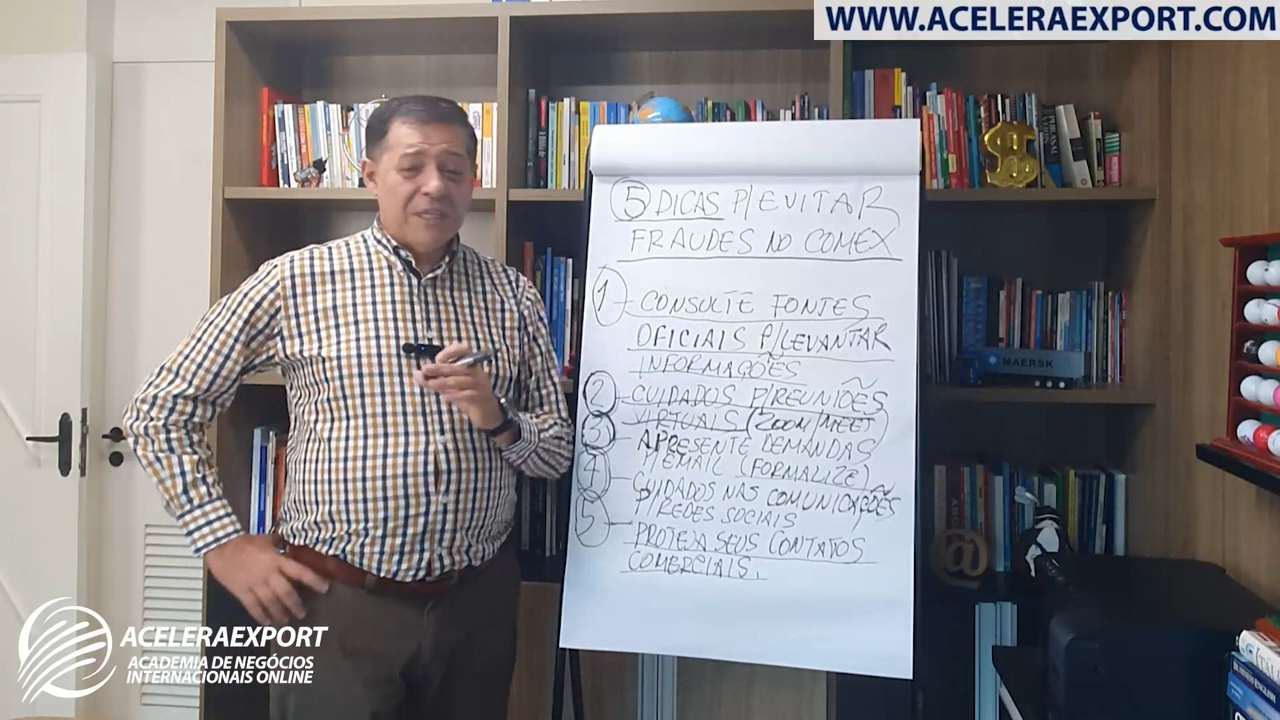 WWW.ACELERAEXPORT.COM
5 DICAS P/EVITAR
FRAUDES NO COMEX
1 - CONSULTE FONTES
OFICIAIS P/LEVANTAR
INFORMAÇÕES
2 - CUIDADOS P/REUNIÕES
VIRTUAIS (ZOOM/MEET)
3 - APRESENTE DEMANDAS
P/EMAIL (FORMALIZE)
4 - CUIDADOS NAS COMUNICAÇÕES
P/REDES SOCIAIS
5 - PROTEJA SEUS CONTATOS
COMERCIAIS.
MAERSK
@
$
BUSINESS ENGLISH
ACELERAEXPORT
ACADEMIA DE NEGÓCIOS
INTERNACIONAIS ONLINE